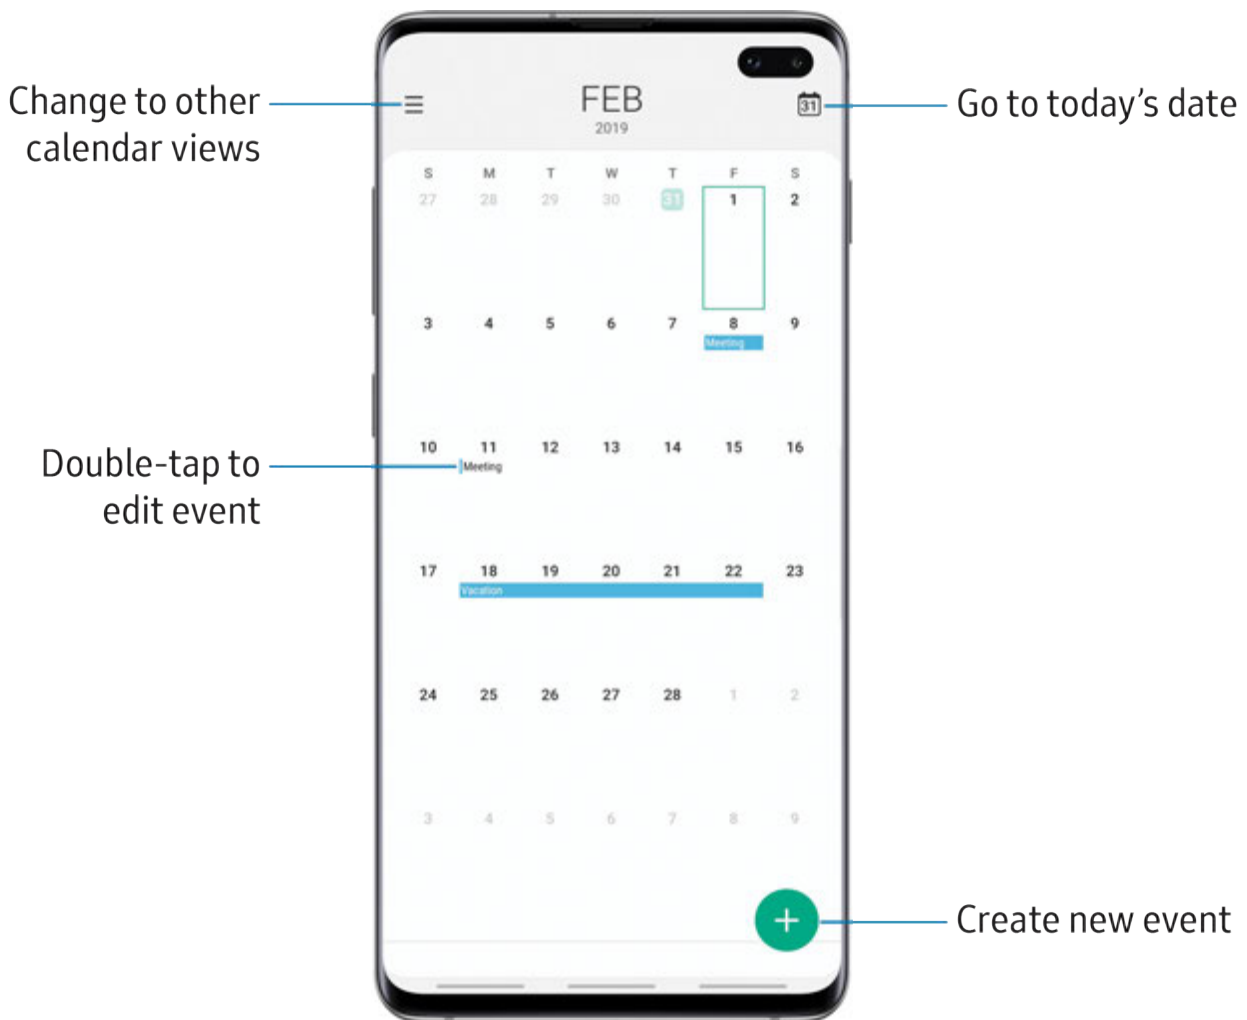 Change to other
calendar views
FEB
2019
31
Go to today's date
S M T W T F S
27 28 29 30 31 1 2
3 4 5 6 7 8 9
Meeting
10 11 12 13 14 15 16
Meeting
Double-tap to
edit event
17 18 19 20 21 22 23
Vacation
24 25 26 27 28 1 2
3 4 5 6 7 8 9
+
Create new event